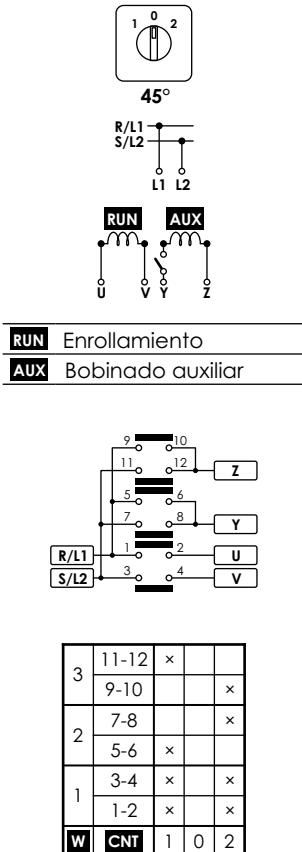 1 0 2
45°
R/L1
S/L2
L1 L2
RUN AUX
U V Y Z
RUN Enrollamiento
AUX Bobinado auxiliar
9 10
11 12 Z
5 6
7 8 Y
R/L1 1 2 U
S/L2 3 4 V
3 11-12 ×
9-10 ×
2 7-8 ×
5-6 ×
1 3-4 × ×
1-2 × ×
W CNT 1 0 2